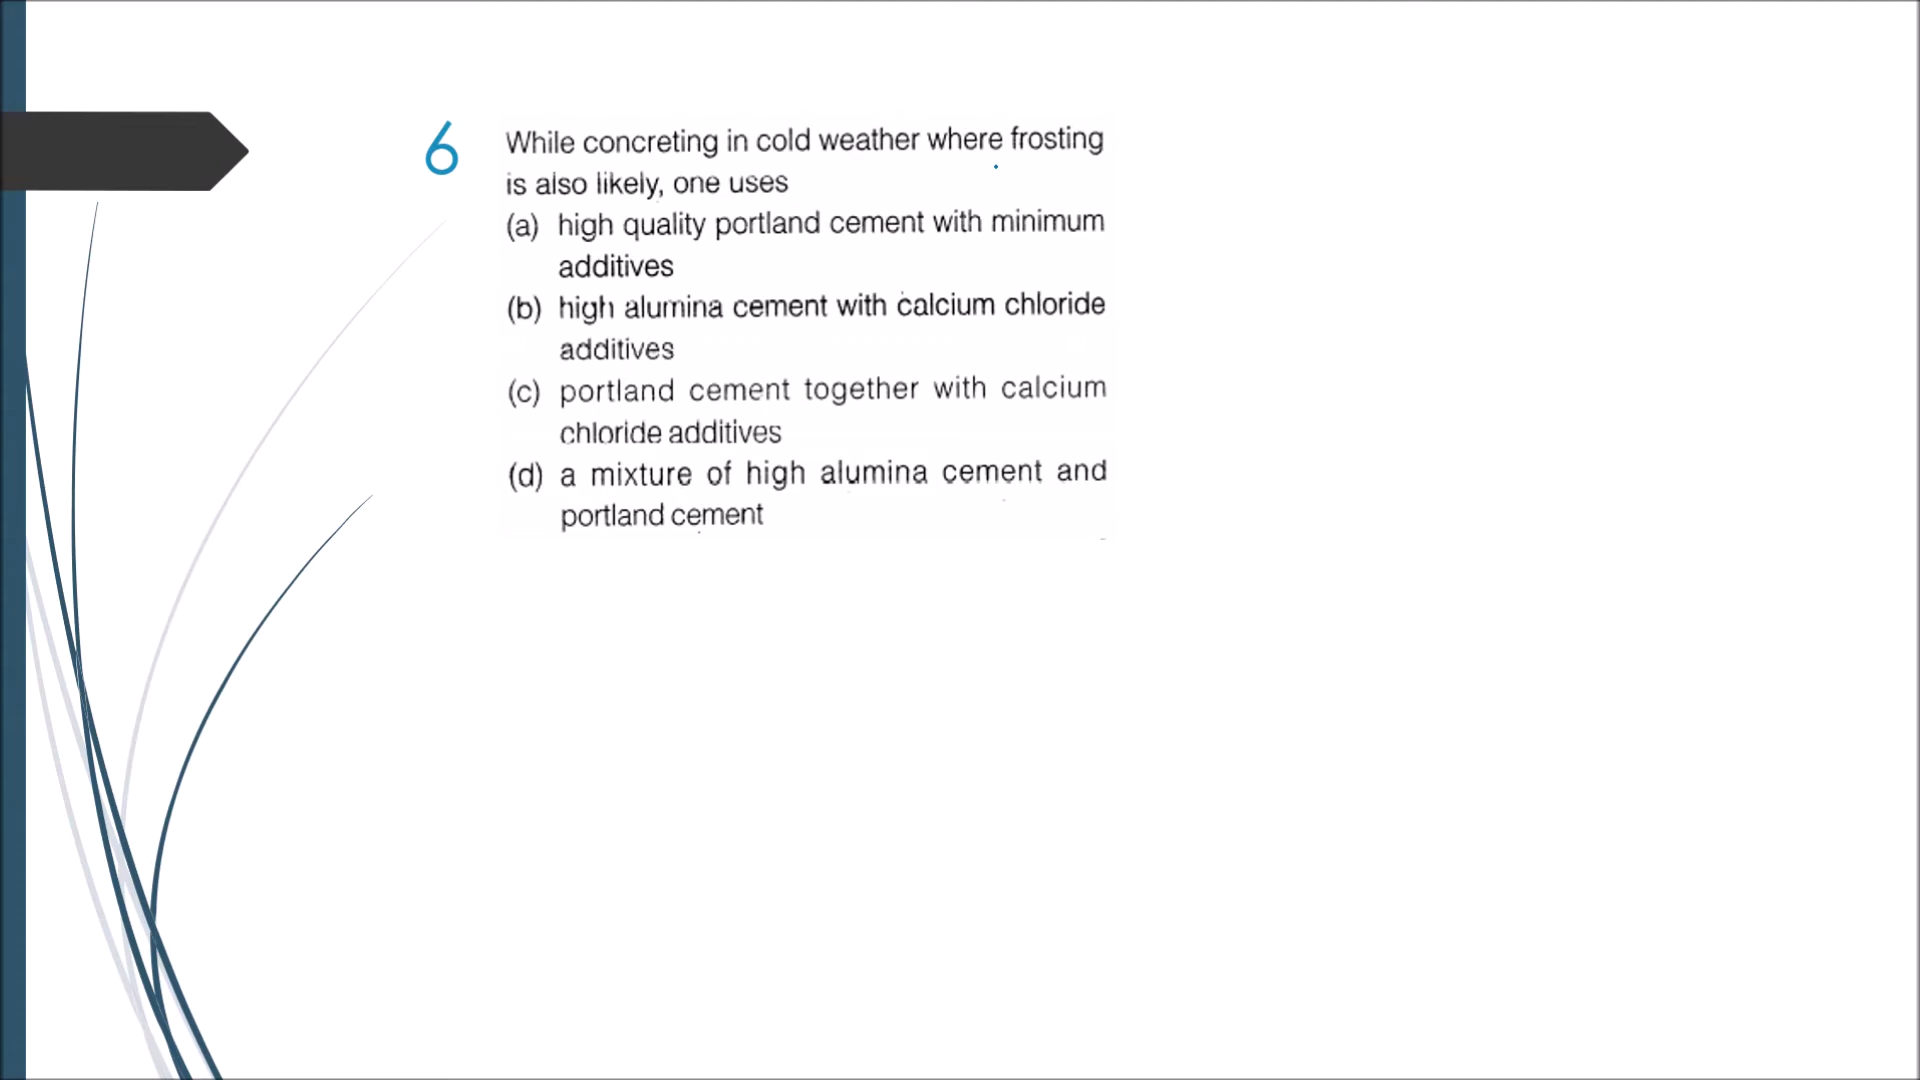 6
While concreting in cold weather where frosting
is also likely, one uses
(a) high quality portland cement with minimum
additives
(b) high alumina cement with calcium chloride
additives
(c) portland cement together with calcium
chloride additives
(d) a mixture of high alumina cement and
portland cement